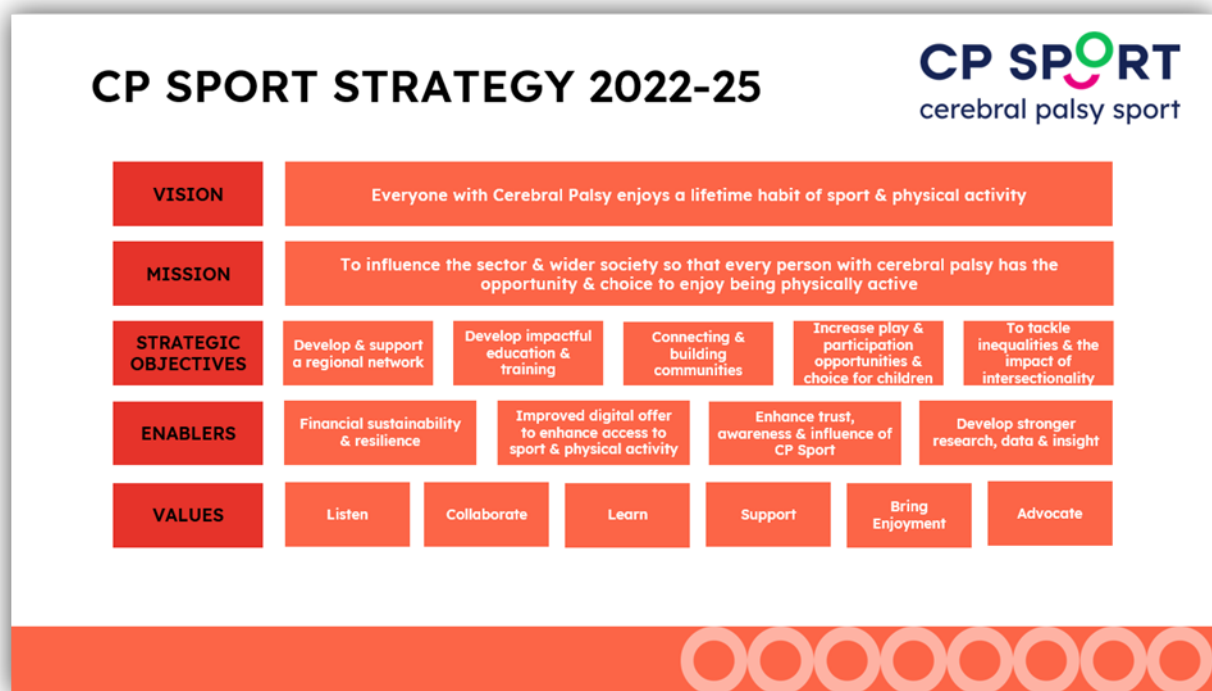 CP SPORT STRATEGY 2022-25
CP SPORT
cerebral palsy sport
VISION
Everyone with Cerebral Palsy enjoys a lifetime habit of sport & physical activity
MISSION
To influence the sector & wider society so that every person with cerebral palsy has the
opportunity & choice to enjoy being physically active
STRATEGIC
OBJECTIVES
Develop & support
a regional network
Develop impactful
education &
training
Connecting &
building
communities
Increase play &
participation
opportunities &
choice for children
To tackle
inequalities & the
impact of
intersectionality
ENABLERS
Financial sustainability
& resilience
Improved digital offer
to enhance access to
sport & physical activity
Enhance trust,
awareness & influence of
CP Sport
Develop stronger
research, data & insight
VALUES
Listen
Collaborate
Learn
Support
Bring
Enjoyment
Advocate